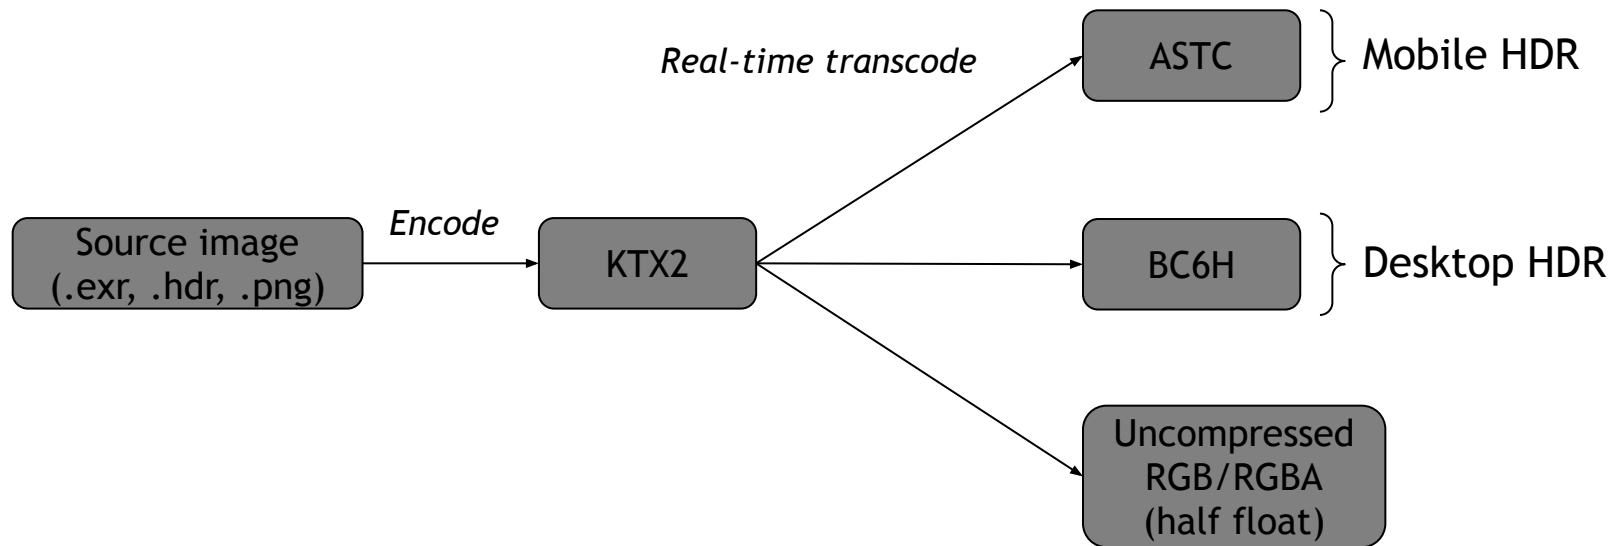 Real-time transcode
ASTC
Mobile HDR
Source image
(.exr, .hdr, .png)
Encode
KTX2
BC6H
Desktop HDR
Uncompressed
RGB/RGBA
(half float)